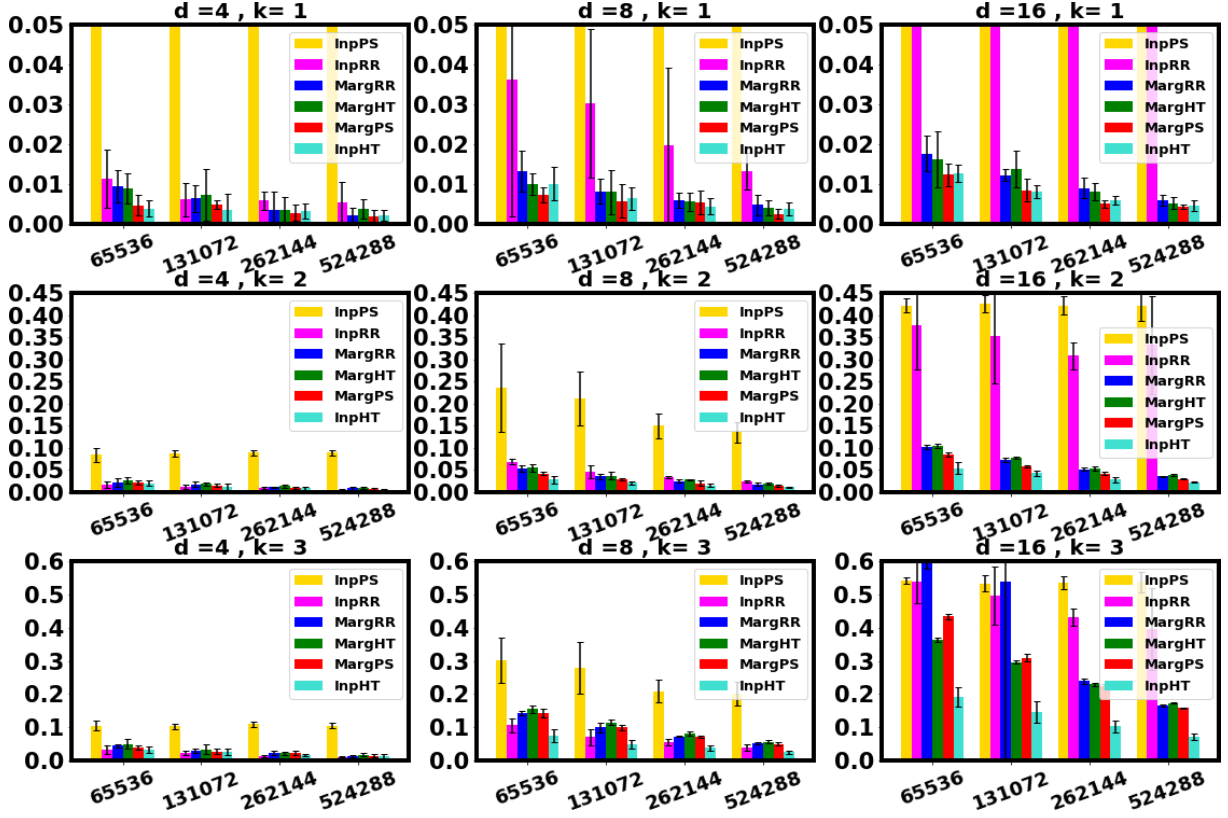 d =4 , k= 1
0.05
0.04
0.03
0.02
0.01
0.00
InpPS
InpRR
MargRR
MargHT
MargPS
InpHT
65536
131072
262144
524288
d =8 , k= 1
0.05
0.04
0.03
0.02
0.01
0.00
InpPS
InpRR
MargRR
MargHT
MargPS
InpHT
65536
131072
262144
524288
d =16 , k= 1
0.05
0.04
0.03
0.02
0.01
0.00
InpPS
InpRR
MargRR
MargHT
MargPS
InpHT
65536
131072
262144
524288
d =4 , k= 2
0.45
0.40
0.35
0.30
0.25
0.20
0.15
0.10
0.05
0.00
InpPS
InpRR
MargRR
MargHT
MargPS
InpHT
65536
131072
262144
524288
d =8 , k= 2
0.45
0.40
0.35
0.30
0.25
0.20
0.15
0.10
0.05
0.00
InpPS
InpRR
MargRR
MargHT
MargPS
InpHT
65536
131072
262144
524288
d =16 , k= 2
0.45
0.40
0.35
0.30
0.25
0.20
0.15
0.10
0.05
0.00
InpPS
InpRR
MargRR
MargHT
MargPS
InpHT
65536
131072
262144
524288
d =4 , k= 3
0.6
0.5
0.4
0.3
0.2
0.1
0.0
InpPS
InpRR
MargRR
MargHT
MargPS
InpHT
65536
131072
262144
524288
d =8 , k= 3
0.6
0.5
0.4
0.3
0.2
0.1
0.0
InpPS
InpRR
MargRR
MargHT
MargPS
InpHT
65536
131072
262144
524288
d =16 , k= 3
0.6
0.5
0.4
0.3
0.2
0.1
0.0
InpPS
InpRR
MargRR
MargHT
MargPS
InpHT
65536
131072
262144
524288